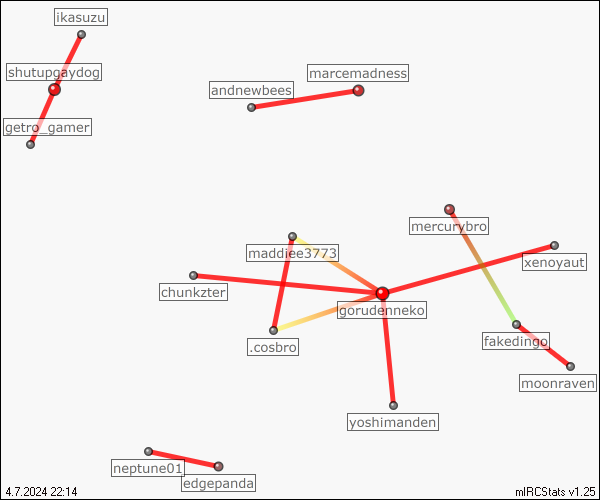 ikasuzu
shutupgaydog
getro_gamer
marcemadness
andnewbees
mercurybro
maddiee3773
xenoyaut
chunkzter
gorudenneko
fakedingo
.cosbro
moonraven
yoshimanden
neptune01
edgepanda
4.7.2024 22:14
mIRCStats v1.25